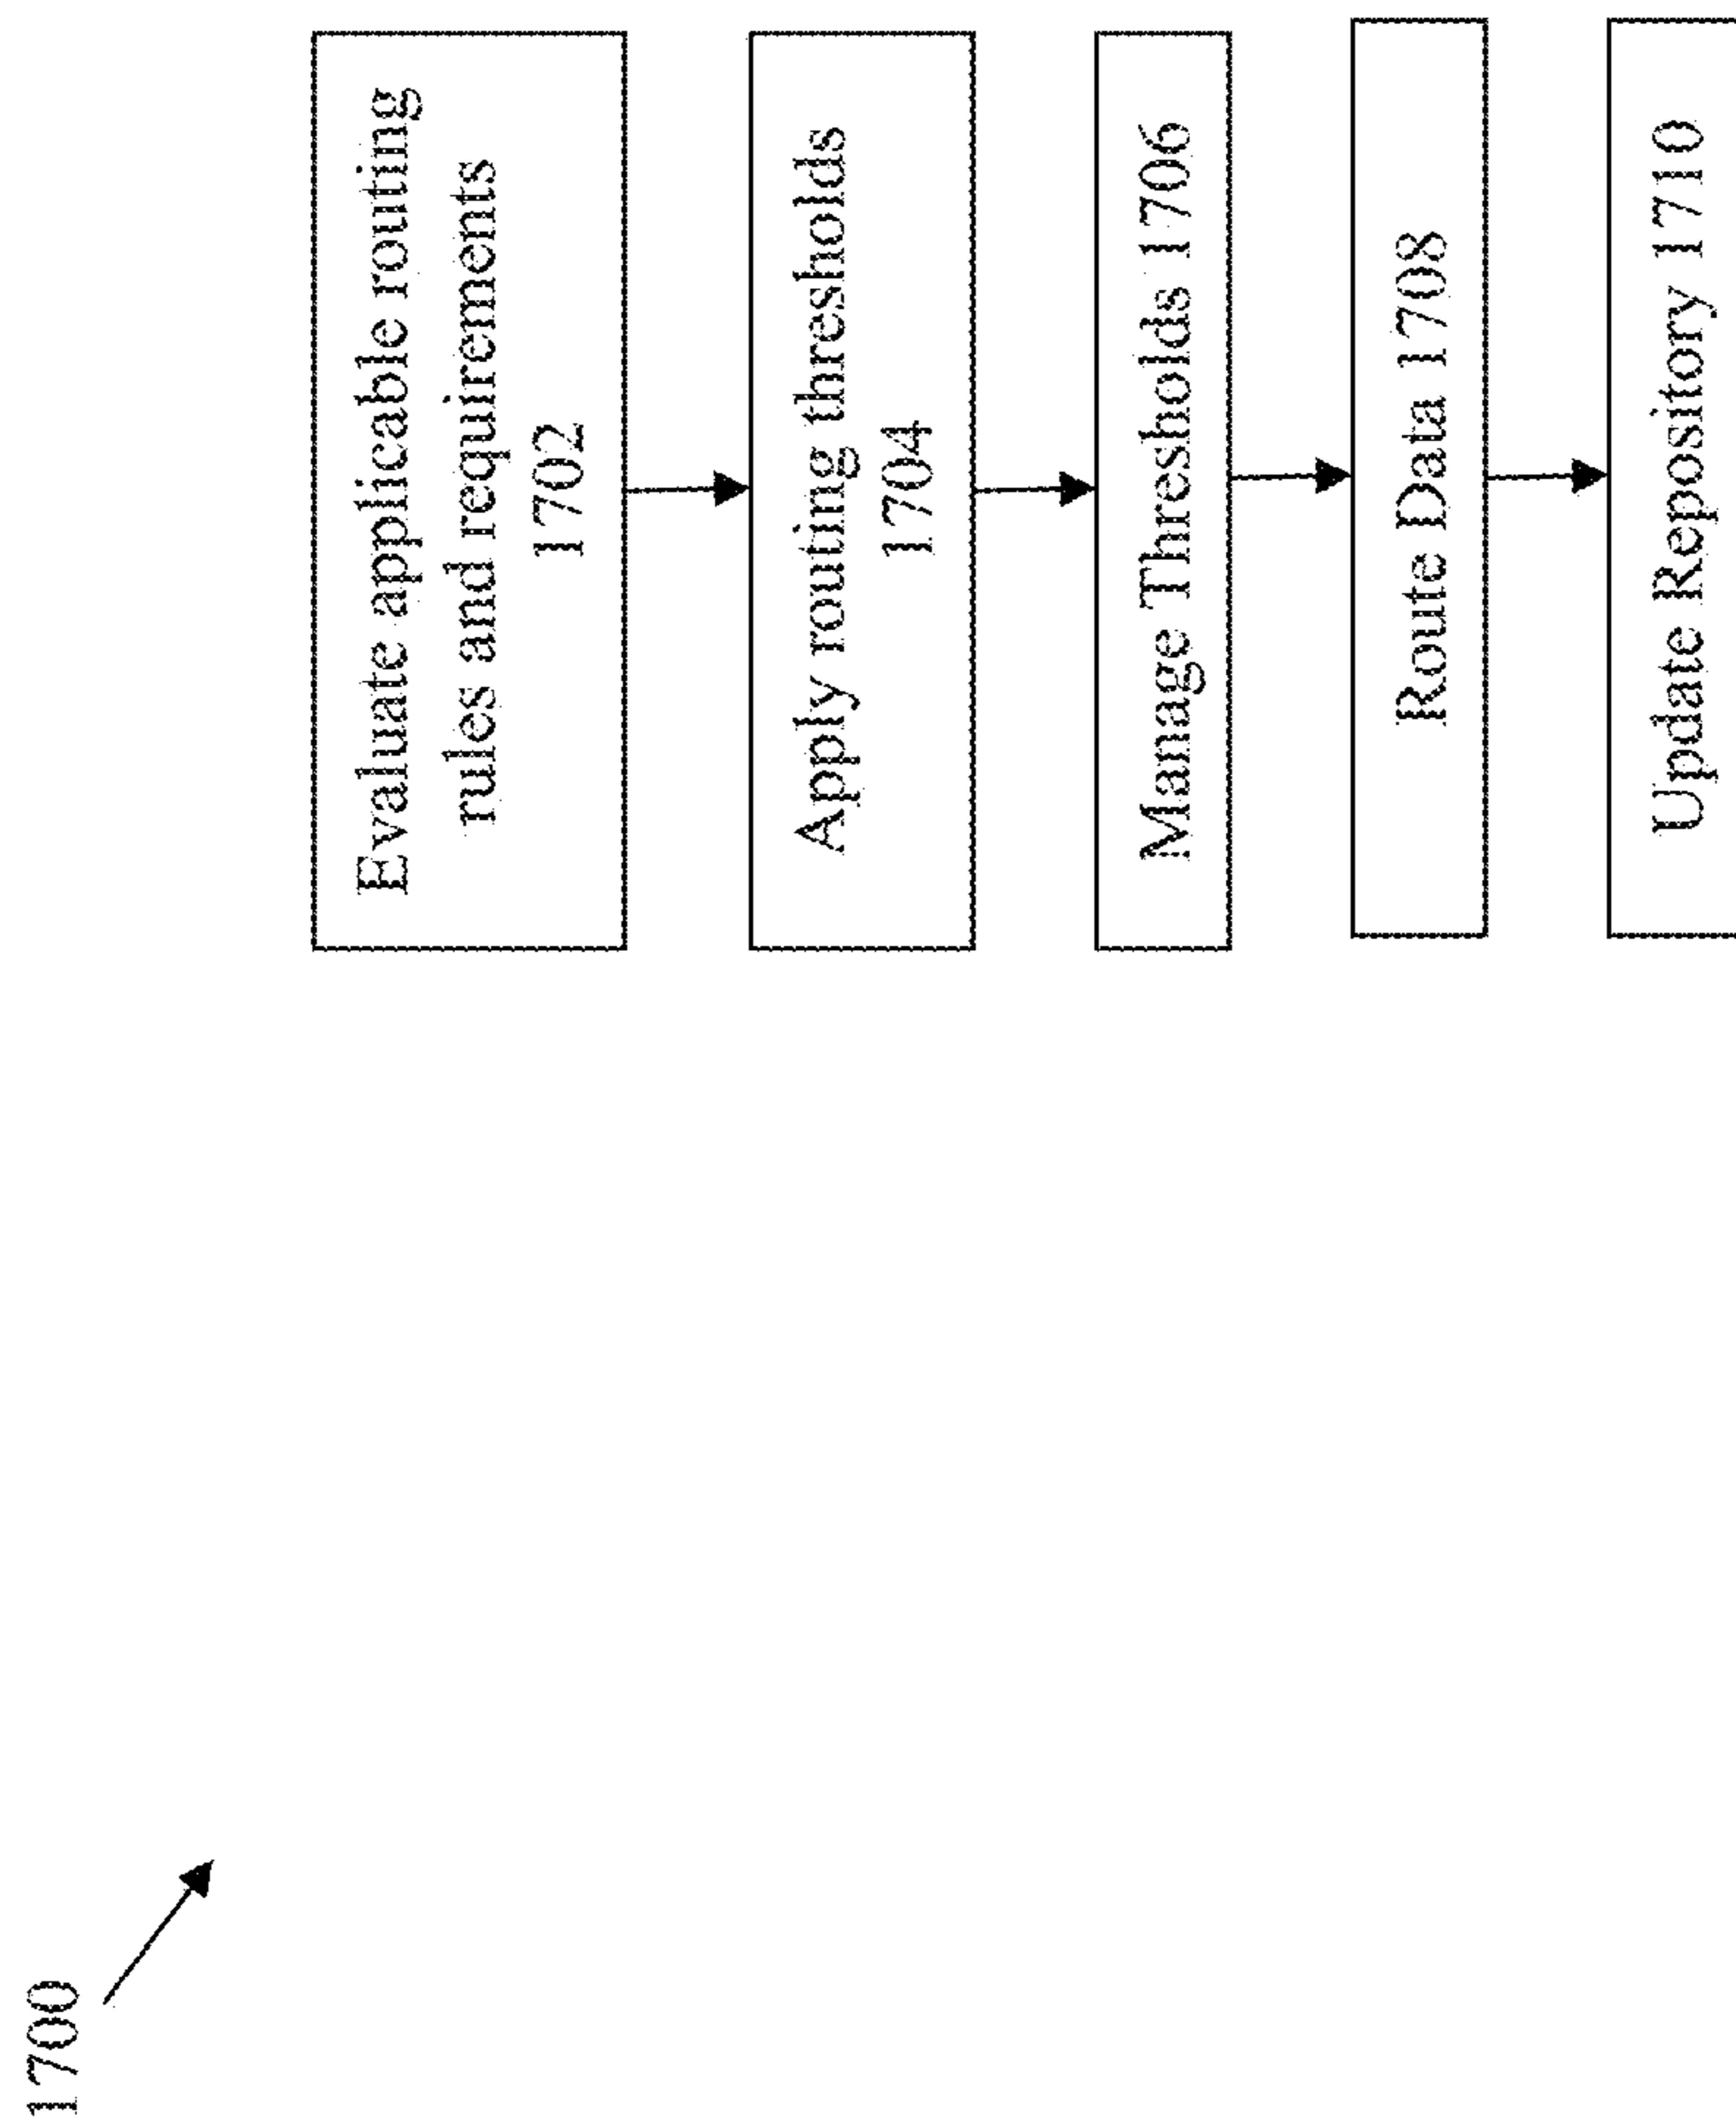 1700
Evaluate applicable routing
rules and requirements
1702
Apply routing thresholds
1704
Manage Thresholds 1706
Route Data 1708
Update Repository 1710